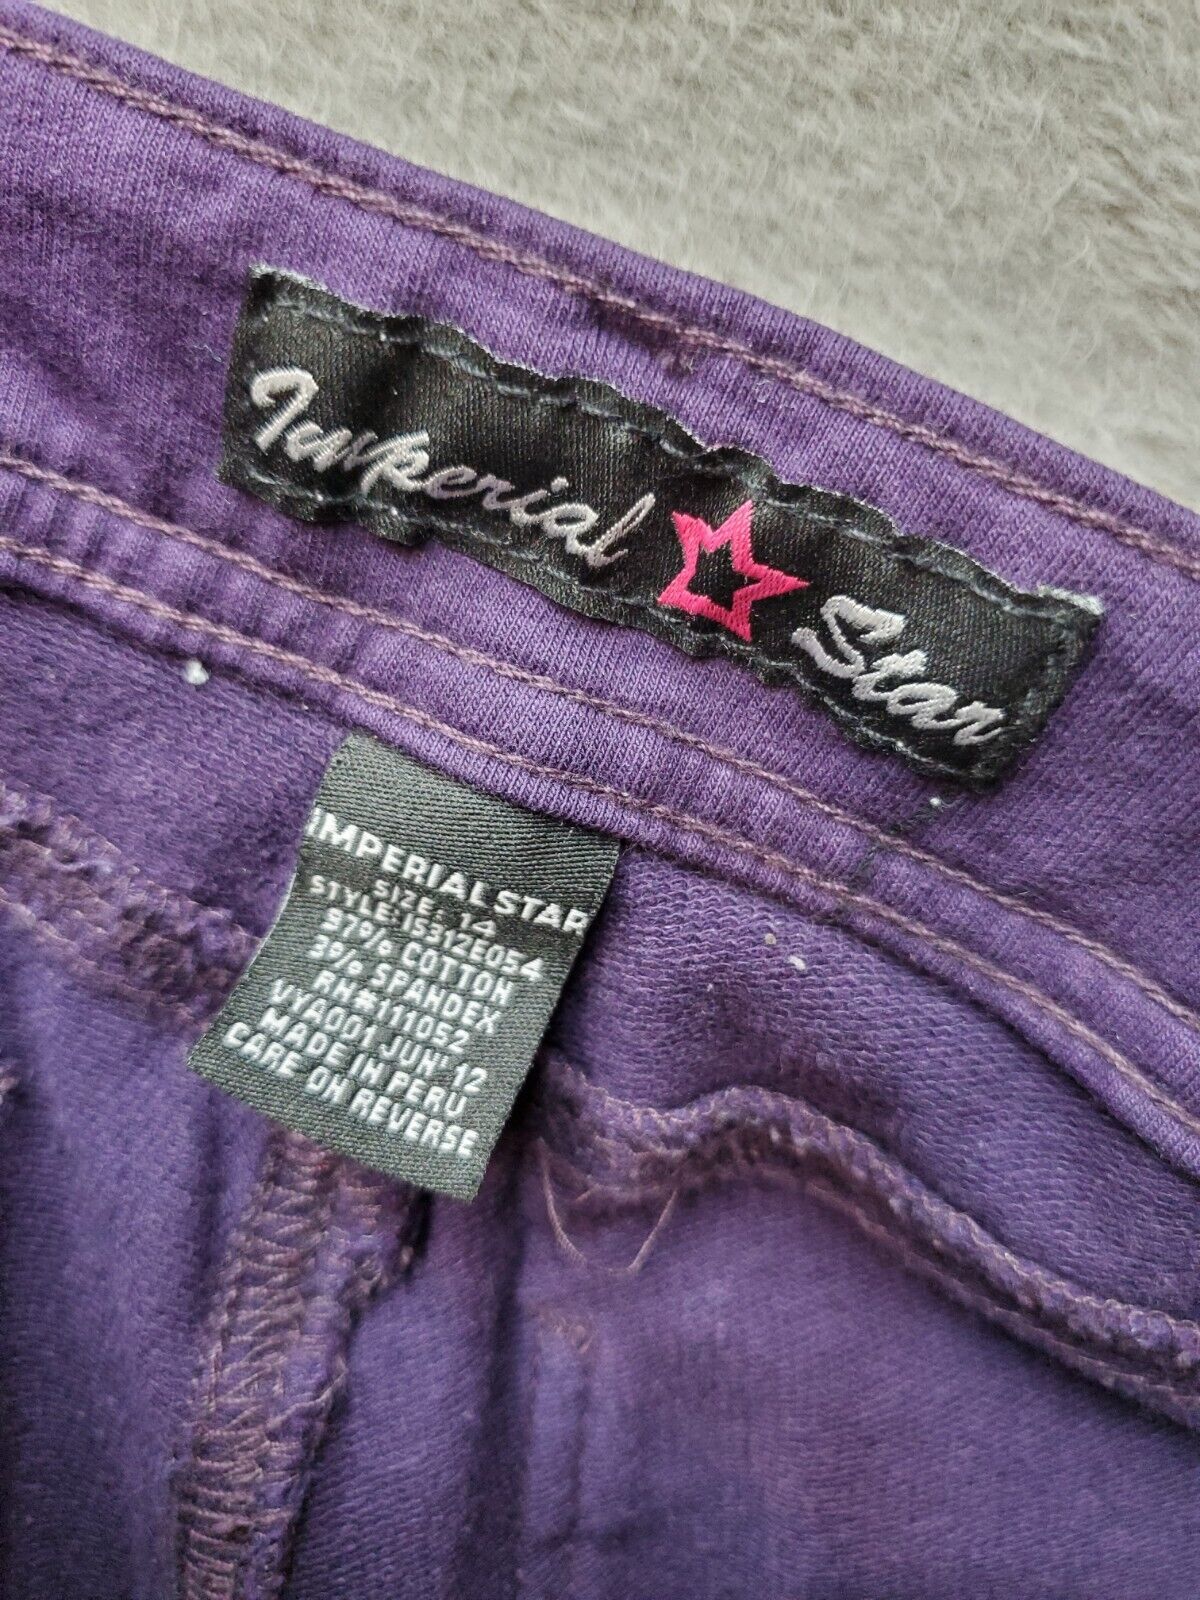 Imperial Star
IMPERIAL STAR
SIZE: 14
STYLE:IS312E054
97% COTTON
3% SPANDEX
RN#111052
VYA001 JUN' 12
MADE IN PERU
CARE ON REVERSE